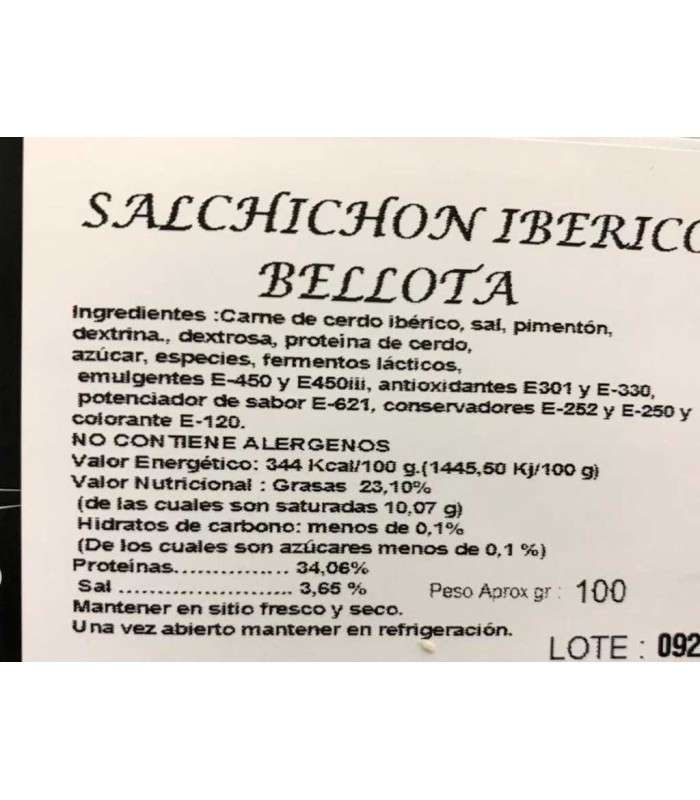 SALCHICHON IBERICO
BELLOTA
Ingredientes :Carne de cerdo ibérico, sal, pimentón,
dextrina., dextrosa, proteina de cerdo,
azúcar, especies, fermentos lácticos,
emulgentes E-450 y E450iii, antioxidantes E301 y E-330,
potenciador de sabor E-621, conservadores E-252 y E-250 y
colorante E-120.
NO CONTIENE ALERGENOS
Valor Energético: 344 Kcal/100 g.(1445,50 Kj/100 g)
Valor Nutricional : Grasas 23,10%
(de las cuales son saturadas 10,07 g)
Hidratos de carbono: menos de 0,1%
(De los cuales son azúcares menos de 0,1 %)
Proteínas................ 34,06%
Sal ........................ 3,65 % Peso Aprox gr : 100
Mantener en sitio fresco y seco.
Una vez abierto mantener en refrigeración.
LOTE : 092